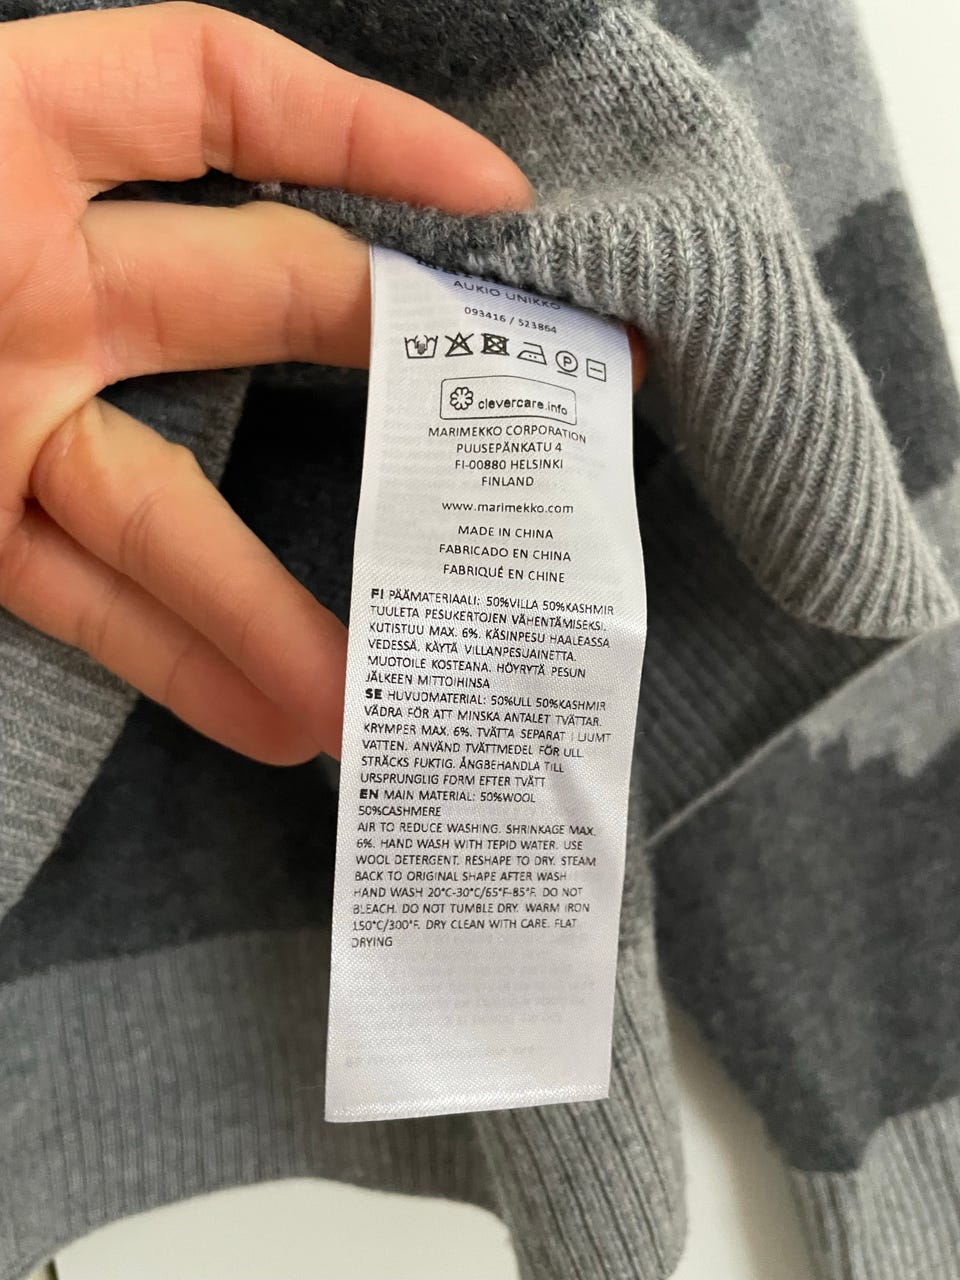 AUKIO UNIKKO
093416 / 523864
P
clevercare.info
MARIMEKKO CORPORATION
PUUSEPÄNKATU 4
FI-00880 HELSINKI
FINLAND
www.marimekko.com
MADE IN CHINA
FABRICADO EN CHINA
FABRIQUÉ EN CHINE
FI PÄÄMATERIAALI: 50%VILLA 50%KASHMIR
TUULETA PESUKERTOJEN VÄHENTÄMISEKSI.
KUTISTUU MAX. 6%. KÄSINPESU HAALEASSA
VEDESSÄ. KÄYTÄ VILLANPESUAINETTA.
MUOTOILE KOSTEANA. HÖYRYTÄ PESUN
JÄLKEEN MITTOIHINSA
SE HUVUDMATERIAL: 50%ULL 50%KASHMIR
VÄDRA FÖR ATT MINSKA ANTALET TVÄTTAR.
KRYMPER MAX. 6%. TVÄTTA SEPARAT I LJUMT
VATTEN. ANVÄND TVÄTTMEDEL FÖR ULL.
STRÄCKS FUKTIG. ÅNGBEHANDLA TILL
URSPRUNGLIG FORM EFTER TVÄTT
EN MAIN MATERIAL: 50%WOOL
50%CASHMERE
AIR TO REDUCE WASHING. SHRINKAGE MAX.
6%. HAND WASH WITH TEPID WATER. USE
WOOL DETERGENT. RESHAPE TO DRY. STEAM
BACK TO ORIGINAL SHAPE AFTER WASH
HAND WASH 20°C-30°C/65°F-85°F. DO NOT
BLEACH. DO NOT TUMBLE DRY. WARM IRON
150°C/300°F. DRY CLEAN WITH CARE. FLAT
DRYING